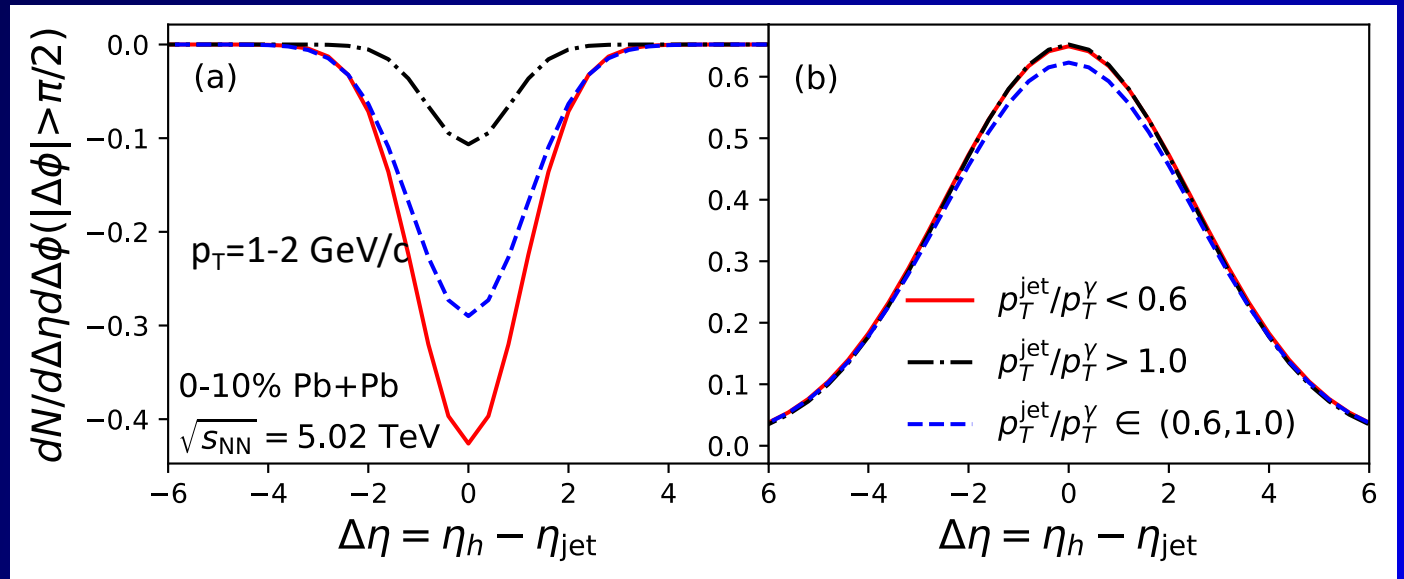 dN/dΔηdΔϕ(|Δϕ|>π/2)
0.0
−0.1
−0.2
−0.3
−0.4
(a)
p_T=1-2 GeV/c
0-10% Pb+Pb
√s_NN = 5.02 TeV
−6 −4 −2 0 2 4
Δη = η_h − η_jet
(b)
0.6
0.5
0.4
0.3
0.2
0.1
0.0
p_T^jet/p_T^γ < 0.6
p_T^jet/p_T^γ > 1.0
p_T^jet/p_T^γ ∈ (0.6,1.0)
6 −4 −2 0 2 4 6
Δη = η_h − η_jet